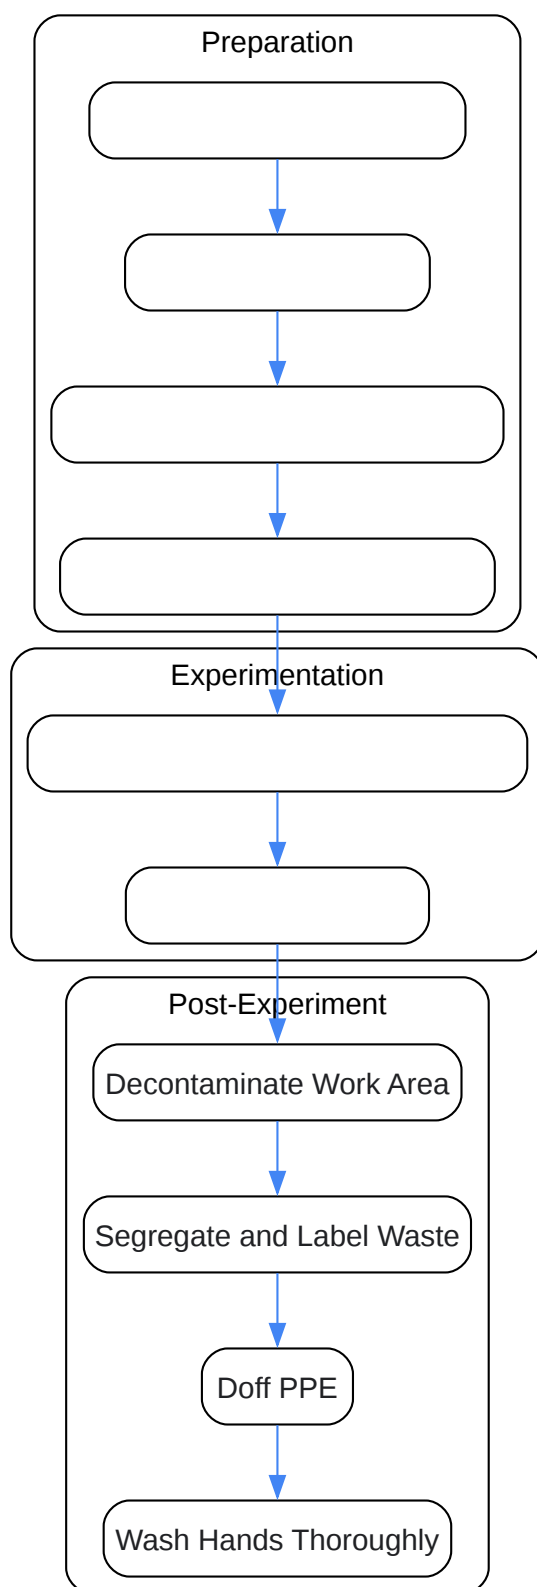 Preparation
Experimentation
Post-Experiment
Decontaminate Work Area
Segregate and Label Waste
Doff PPE
Wash Hands Thoroughly